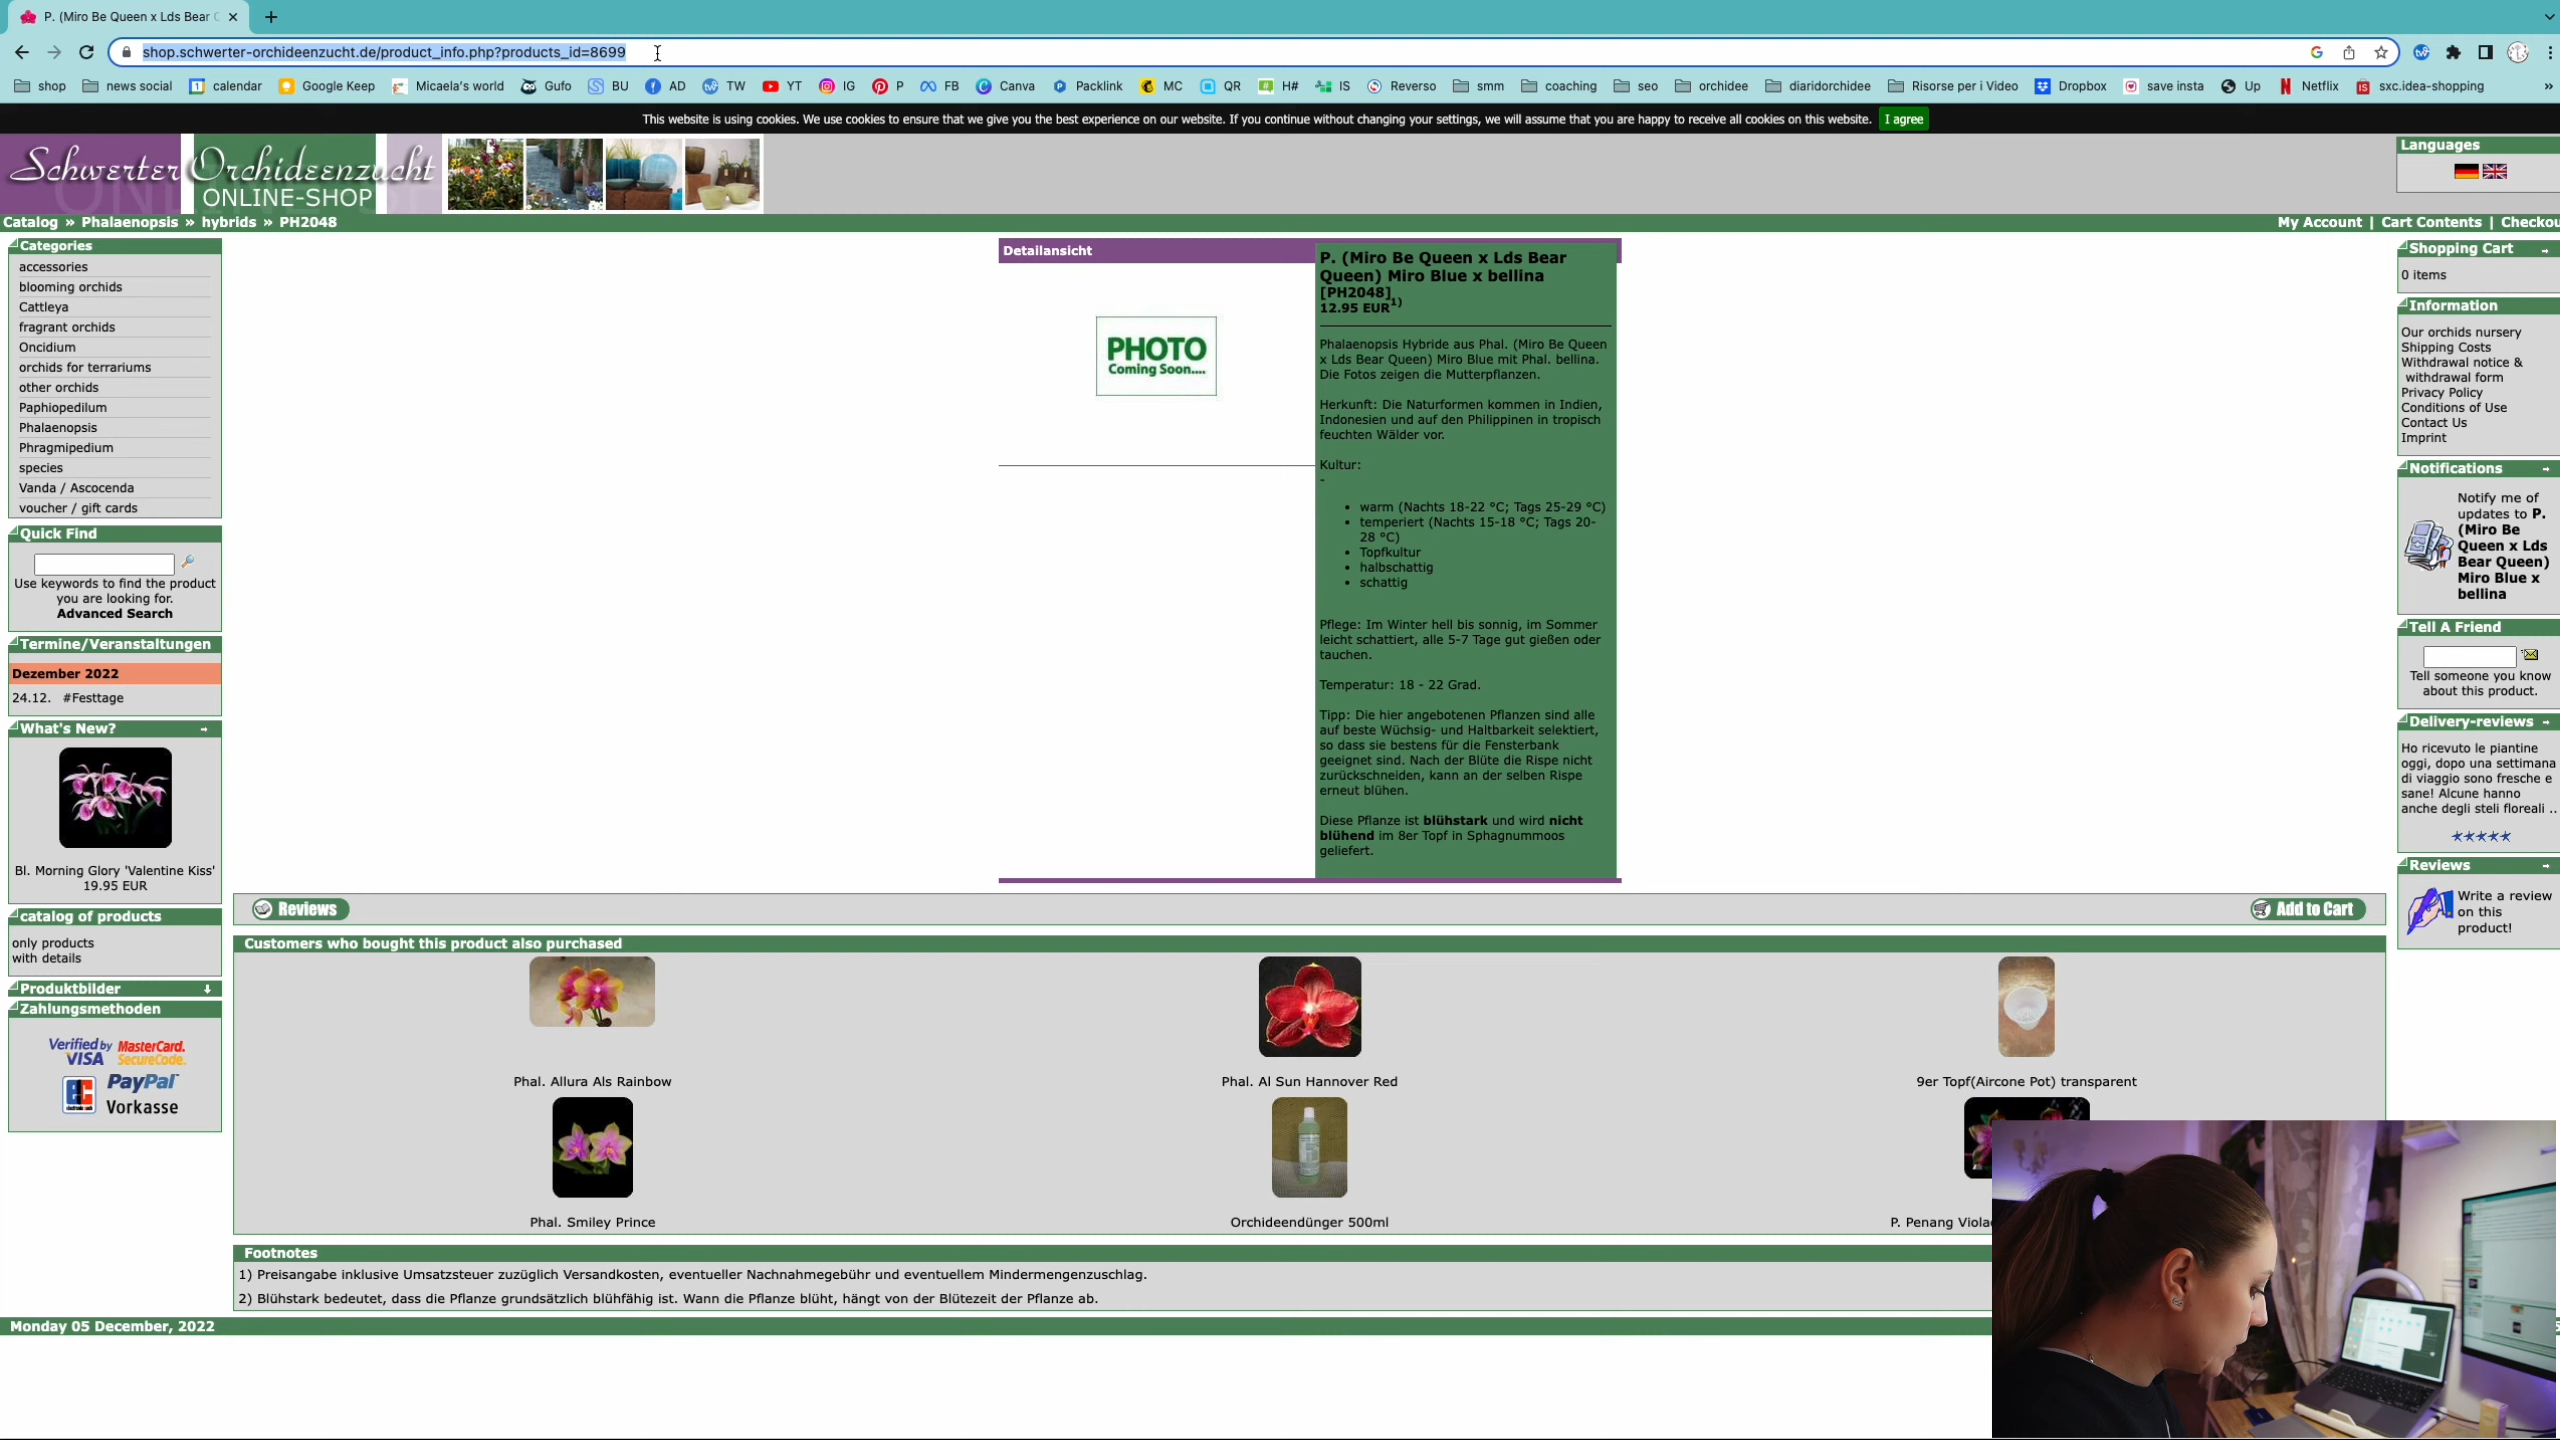 P. (Miro Be Queen x Lds Bear
shop.schwerter-orchideenzucht.de/product_info.php?products_id=8699
shop
news social
calendar
Google Keep
Micaela's world
Gufo
BU
AD
TW
YT
IG
P
FB
Canva
Packlink
MC
QR
H#
IS
Reverso
smm
coaching
seo
orchidee
diaridorchidee
Risorse per i Video
Dropbox
save insta
Up
Netflix
sxc.idea-shopping
This website is using cookies. We use cookies to ensure that we give you the best experience on our website. If you continue without changing your settings, we will assume that you are happy to receive all cookies on this website. I agree
Schwerter Orchideenzucht
ONLINE-SHOP
Languages
Catalog » Phalaenopsis » hybrids » PH2048
My Account | Cart Contents | Checkou
Categories
accessories
blooming orchids
Cattleya
fragrant orchids
Oncidium
orchids for terrariums
other orchids
Paphiopedilum
Phalaenopsis
Phragmipedium
species
Vanda / Ascocenda
voucher / gift cards
Quick Find
Use keywords to find the product
you are looking for.
Advanced Search
Termine/Veranstaltungen
Dezember 2022
24.12. #Festtage
What's New?
Bl. Morning Glory 'Valentine Kiss'
19.95 EUR
catalog of products
only products
with details
Produktbilder
Zahlungsmethoden
Verified by VISA
MasterCard. SecureCode.
EC
PayPal
Vorkasse
Detailansicht
PHOTO
Coming Soon....
P. (Miro Be Queen x Lds Bear
Queen) Miro Blue x bellina
[PH2048]
12.95 EUR1)
Phalaenopsis Hybride aus Phal. (Miro Be Queen
x Lds Bear Queen) Miro Blue mit Phal. bellina.
Die Fotos zeigen die Mutterpflanzen.
Herkunft: Die Naturformen kommen in Indien,
Indonesien und auf den Philippinen in tropisch
feuchten Wälder vor.
Kultur:
-
• warm (Nachts 18-22 °C; Tags 25-29 °C)
• temperiert (Nachts 15-18 °C; Tags 20-
28 °C)
• Topfkultur
• halbschattig
• schattig
Pflege: Im Winter hell bis sonnig, im Sommer
leicht schattiert, alle 5-7 Tage gut gießen oder
tauchen.
Temperatur: 18 - 22 Grad.
Tipp: Die hier angebotenen Pflanzen sind alle
auf beste Wüchsig- und Haltbarkeit selektiert,
so dass sie bestens für die Fensterbank
geeignet sind. Nach der Blüte die Rispe nicht
zurückschneiden, kann an der selben Rispe
erneut blühen.
Diese Pflanze ist blühstark und wird nicht
blühend im 8er Topf in Sphagnummoos
geliefert.
Reviews
Add to Cart
Customers who bought this product also purchased
Phal. Allura Als Rainbow
Phal. Al Sun Hannover Red
9er Topf(Aircone Pot) transparent
Phal. Smiley Prince
Orchideendünger 500ml
P. Penang Viola
Footnotes
1) Preisangabe inklusive Umsatzsteuer zuzüglich Versandkosten, eventueller Nachnahmegebühr und eventuellem Mindermengenzuschlag.
2) Blühstark bedeutet, dass die Pflanze grundsätzlich blühfähig ist. Wann die Pflanze blüht, hängt von der Blütezeit der Pflanze ab.
Monday 05 December, 2022
Shopping Cart
0 items
Information
Our orchids nursery
Shipping Costs
Withdrawal notice &
withdrawal form
Privacy Policy
Conditions of Use
Contact Us
Imprint
Notifications
Notify me of
updates to P.
(Miro Be
Queen x Lds
Bear Queen)
Miro Blue x
bellina
Tell A Friend
Tell someone you know
about this product.
Delivery-reviews
Ho ricevuto le piantine
oggi, dopo una settimana
di viaggio sono fresche e
sane! Alcune hanno
anche degli steli floreali ..
Reviews
Write a review
on this
product!